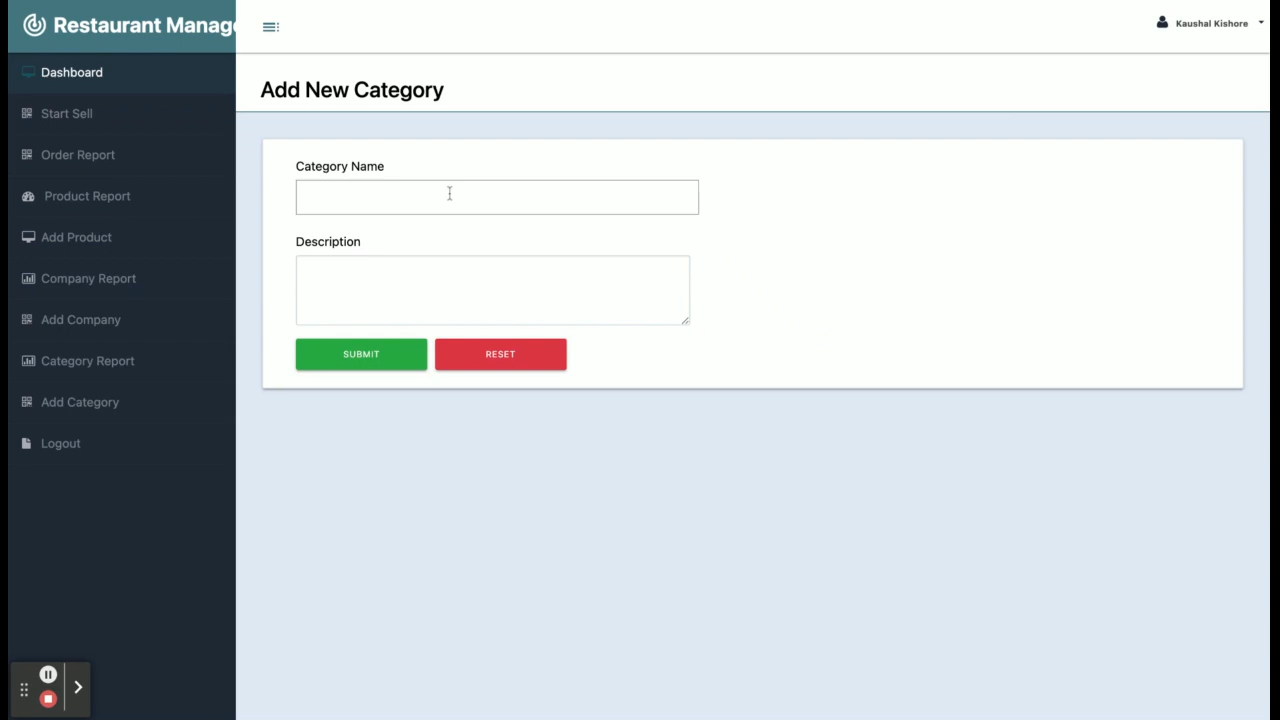 Restaurant Manage
Kaushal Kishore
Dashboard
Start Sell
Order Report
Product Report
Add Product
Company Report
Add Company
Category Report
Add Category
Logout
Add New Category
Category Name
Description
SUBMIT
RESET